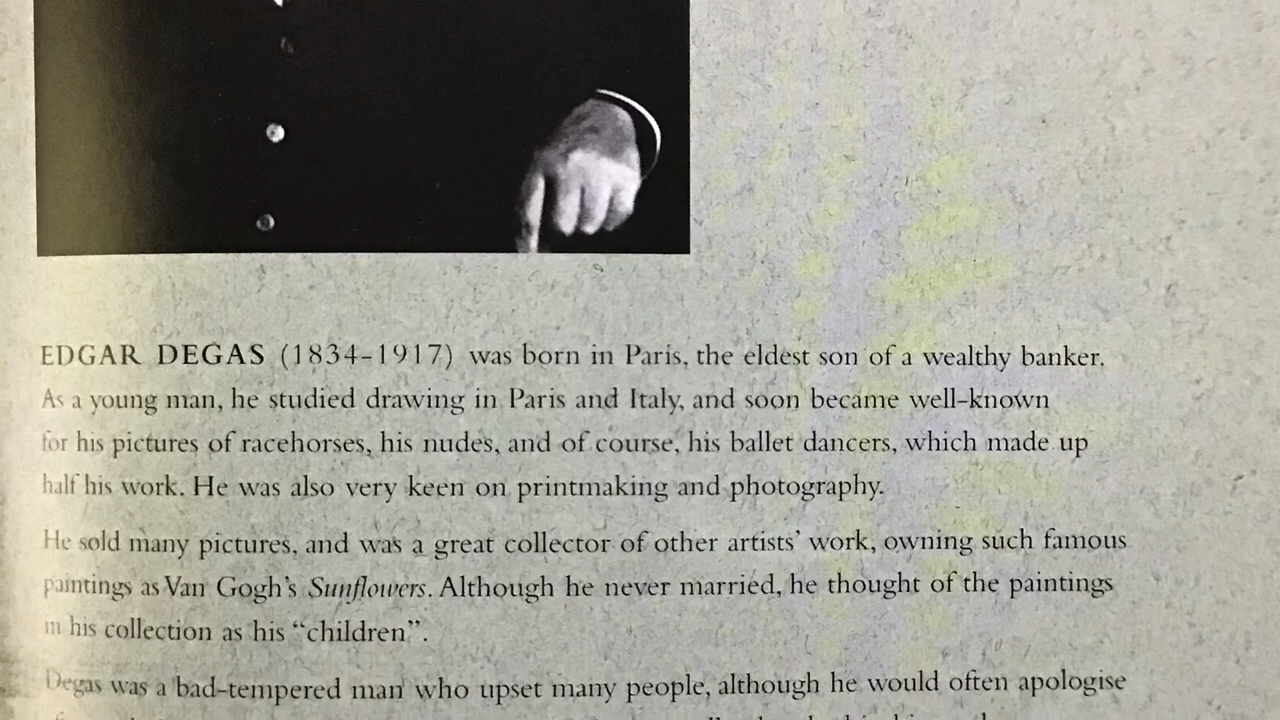 EDGAR DEGAS (1834–1917) was born in Paris, the eldest son of a wealthy banker.
As a young man, he studied drawing in Paris and Italy, and soon became well-known
for his pictures of racehorses, his nudes, and of course, his ballet dancers, which made up
half his work. He was also very keen on printmaking and photography.
He sold many pictures, and was a great collector of other artists’ work, owning such famous
paintings as Van Gogh’s Sunflowers. Although he never married, he thought of the paintings
in his collection as his “children”.
Degas was a bad-tempered man who upset many people, although he would often apologise